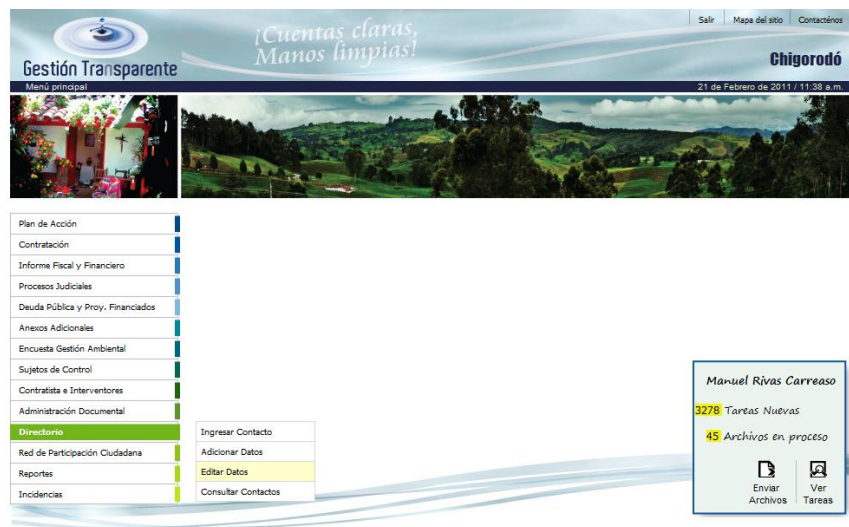 Salir Mapa del sitio Contacténos
¡Cuentas claras,
Manos limpias!
Gestión Transparente
Chigorodó
Menú principal
21 de Febrero de 2011 / 11:38 a.m.
Plan de Acción
Contratación
Informe Fiscal y Financiero
Procesos Judiciales
Deuda Pública y Proy. Financiados
Anexos Adicionales
Encuesta Gestión Ambiental
Sujetos de Control
Contratista e Interventores
Administración Documental
Directorio
Red de Participación Ciudadana
Reportes
Incidencias
Ingresar Contacto
Adicionar Datos
Editar Datos
Consultar Contactos
Manuel Rivas Carreaso
3278 Tareas Nuevas
45 Archivos en proceso
Enviar Archivos
Ver Tareas